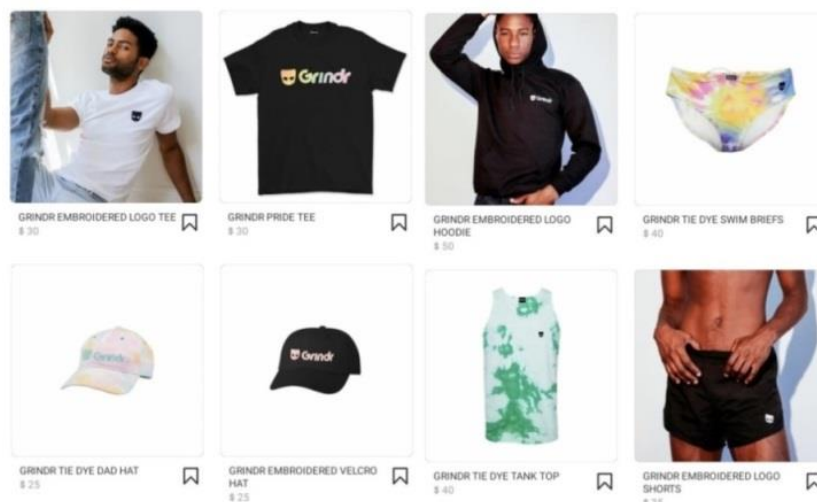 Grindr
Grindr
GRINDR EMBROIDERED LOGO TEE
$ 30
GRINDR PRIDE TEE
$ 30
GRINDR EMBROIDERED LOGO
HOODIE
$ 50
GRINDR TIE DYE SWIM BRIEFS
$ 40
Grindr
Grindr
GRINDR TIE DYE DAD HAT
$ 25
GRINDR EMBROIDERED VELCRO
HAT
$ 25
GRINDR TIE DYE TANK TOP
$ 40
GRINDR EMBROIDERED LOGO
SHORTS